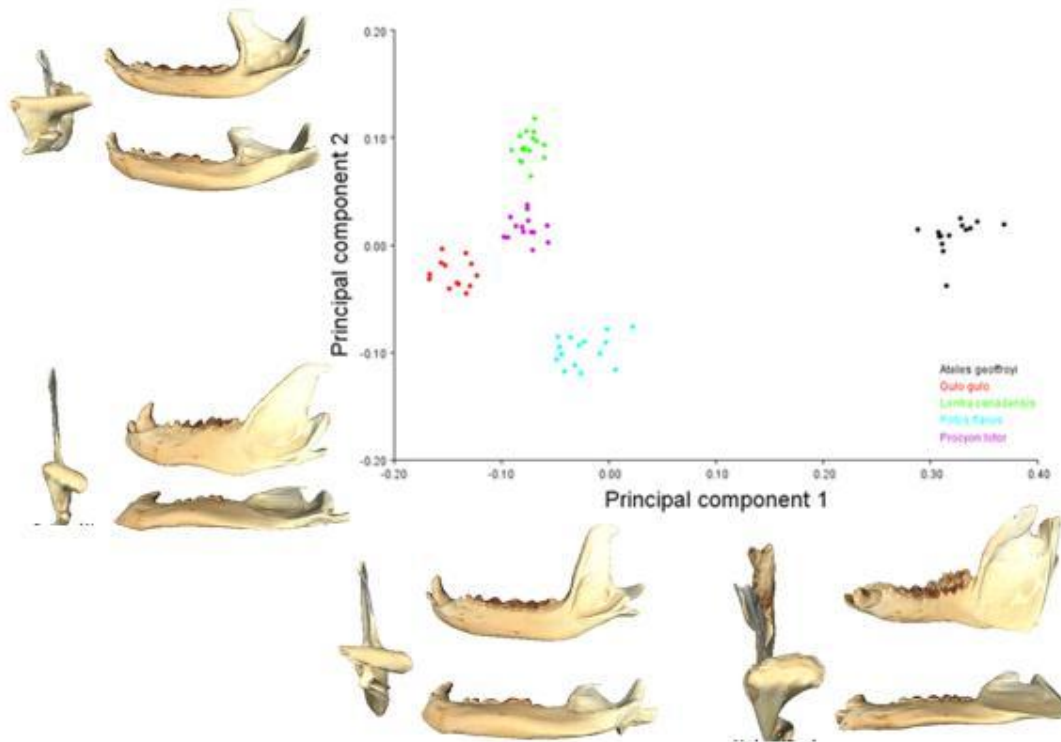 0.20
0.10
0.00
-0.10
-0.20
Principal component 2
-0.20
-0.10
0.00
0.10
0.20
0.30
0.40
Principal component 1
Ateles geoffroyi
Gulo gulo
Lontra canadensis
Potos flavus
Procyon lotor